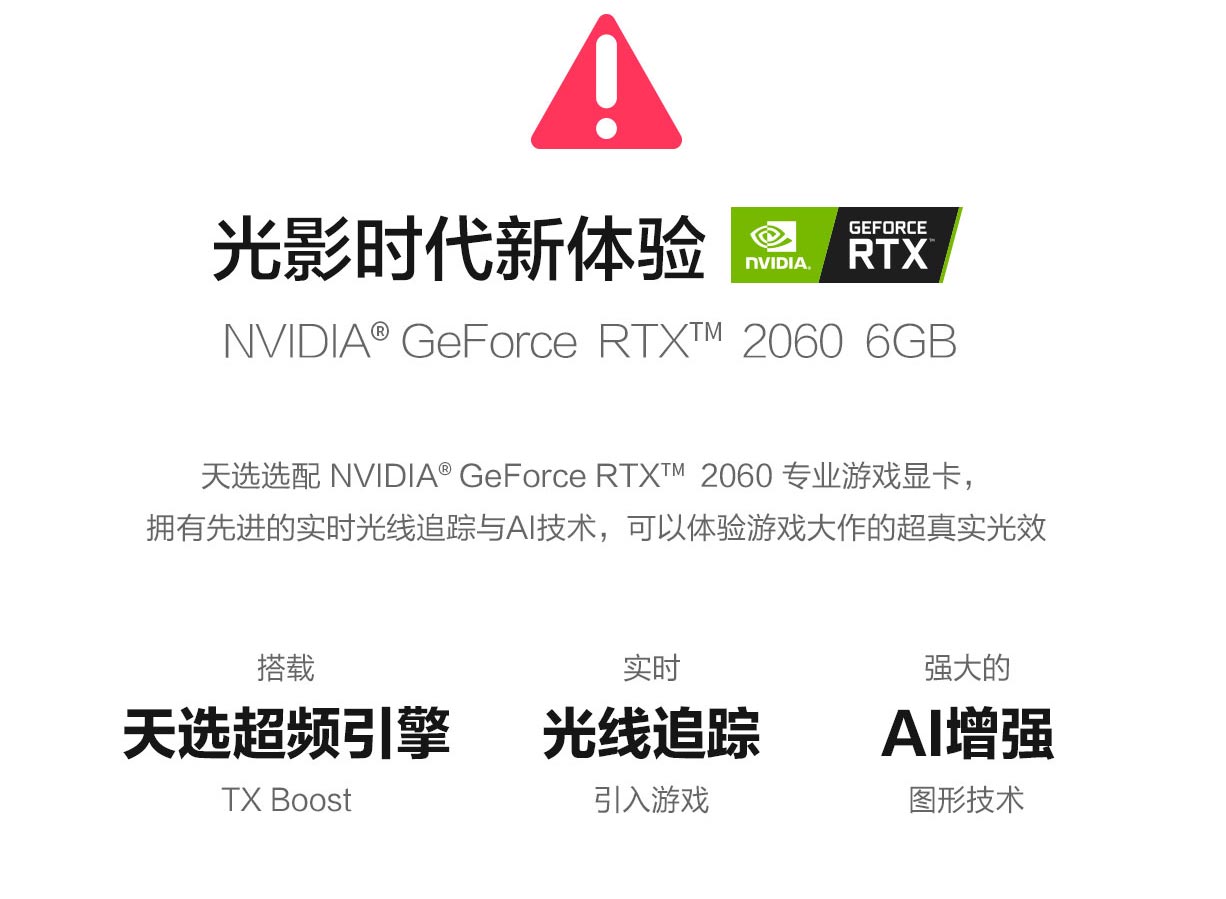 光影时代新体验 NVIDIA. GEFORCE RTX™
NVIDIA® GeForce RTX™ 2060 6GB
天选选配 NVIDIA® GeForce RTX™ 2060 专业游戏显卡，
拥有先进的实时光线追踪与AI技术，可以体验游戏大作的超真实光效
搭载 实时 强大的
天选超频引擎 光线追踪 AI增强
TX Boost 引入游戏 图形技术